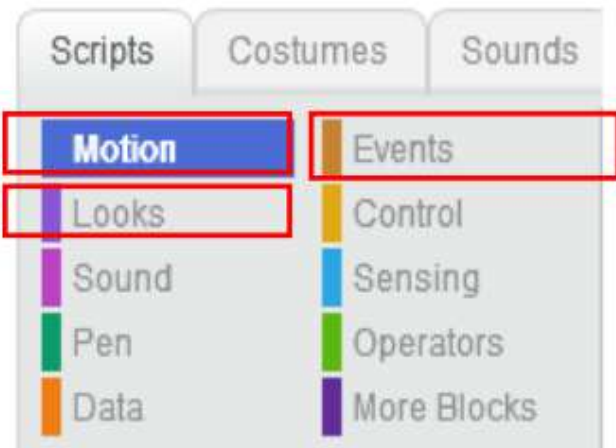 Scripts Costumes Sounds
Motion Events
Looks Control
Sound Sensing
Pen Operators
Data More Blocks